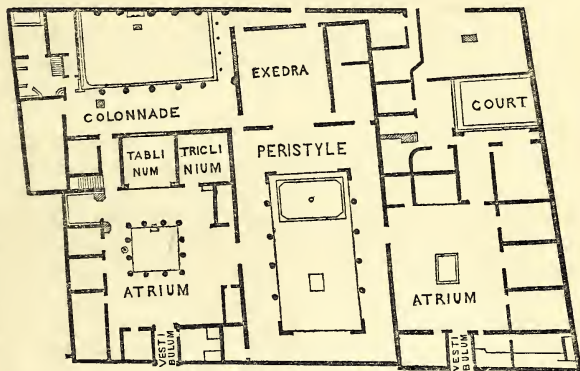 EXEDRA
COLONNADE
COURT
TABLI
NUM
TRICLI
NIUM
PERISTYLE
ATRIUM
ATRIUM
VESTI
BULUM
VESTI
BULUM